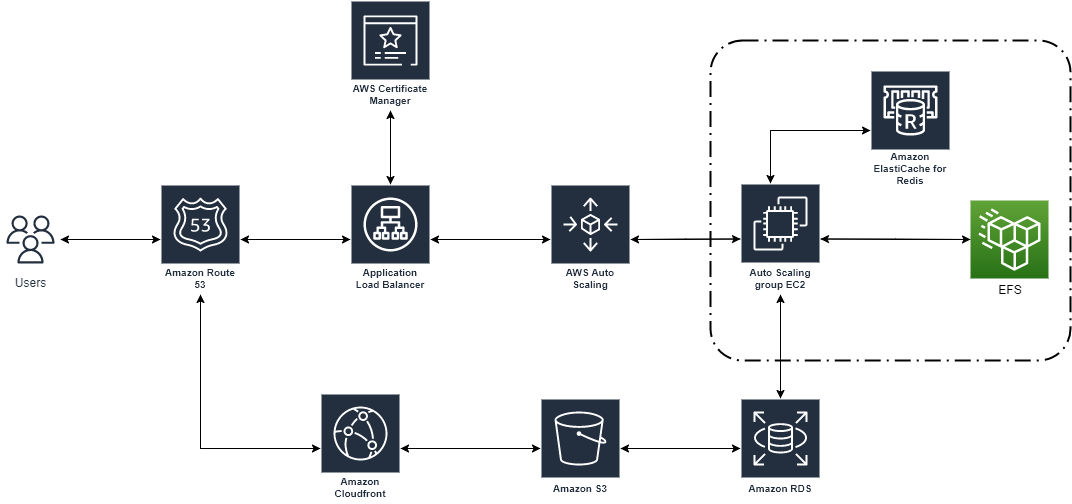 AWS Certificate
Manager
Amazon
ElastiCache for
Redis
R
53
Users
Amazon Route
53
Application
Load Balancer
AWS Auto
Scaling
Auto Scaling
group EC2
EFS
Amazon
Cloudfront
Amazon S3
Amazon RDS